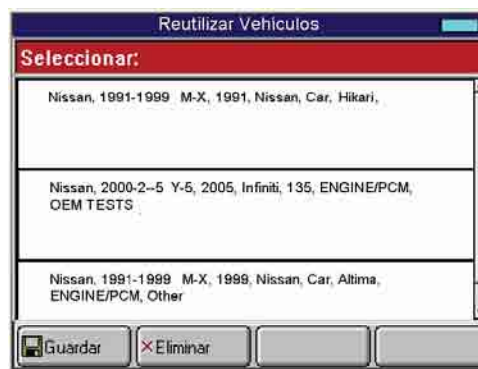 Reutilizar Vehículos
Seleccionar:
Nissan, 1991-1999 M-X, 1991, Nissan, Car, Hikari,
Nissan, 2000-2--5 Y-5, 2005, Infiniti, 135, ENGINE/PCM,
OEM TESTS
Nissan, 1991-1999 M-X, 1999, Nissan, Car, Altima,
ENGINE/PCM, Other
Guardar
Eliminar